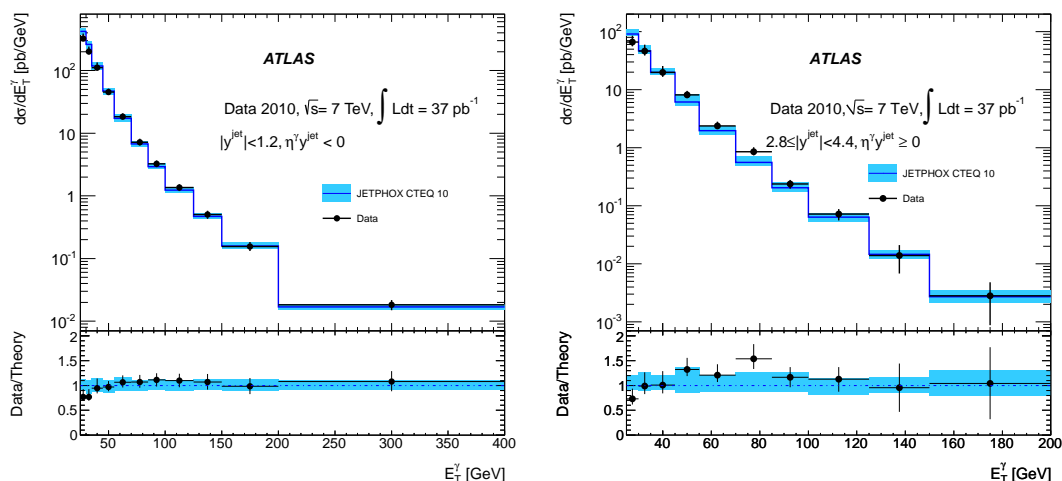 dσ/dE_T^γ [pb/GeV]
10²
10
1
10⁻¹
10⁻²
ATLAS
Data 2010, √s= 7 TeV, ∫ Ldt = 37 pb⁻¹
|y^jet|<1.2, η^γy^jet < 0
JETPHOX CTEQ 10
Data
Data/Theory
2
1.5
1
0.5
0
50 100 150 200 250 300 350 400
E_T^γ [GeV]
dσ/dE_T^γ [pb/GeV]
10²
10
1
10⁻¹
10⁻²
10⁻³
ATLAS
Data 2010, √s= 7 TeV, ∫ Ldt = 37 pb⁻¹
2.8≤|y^jet|<4.4, η^γy^jet ≥ 0
JETPHOX CTEQ 10
Data
Data/Theory
2
1.5
1
0.5
0
40 60 80 100 120 140 160 180 200
E_T^γ [GeV]